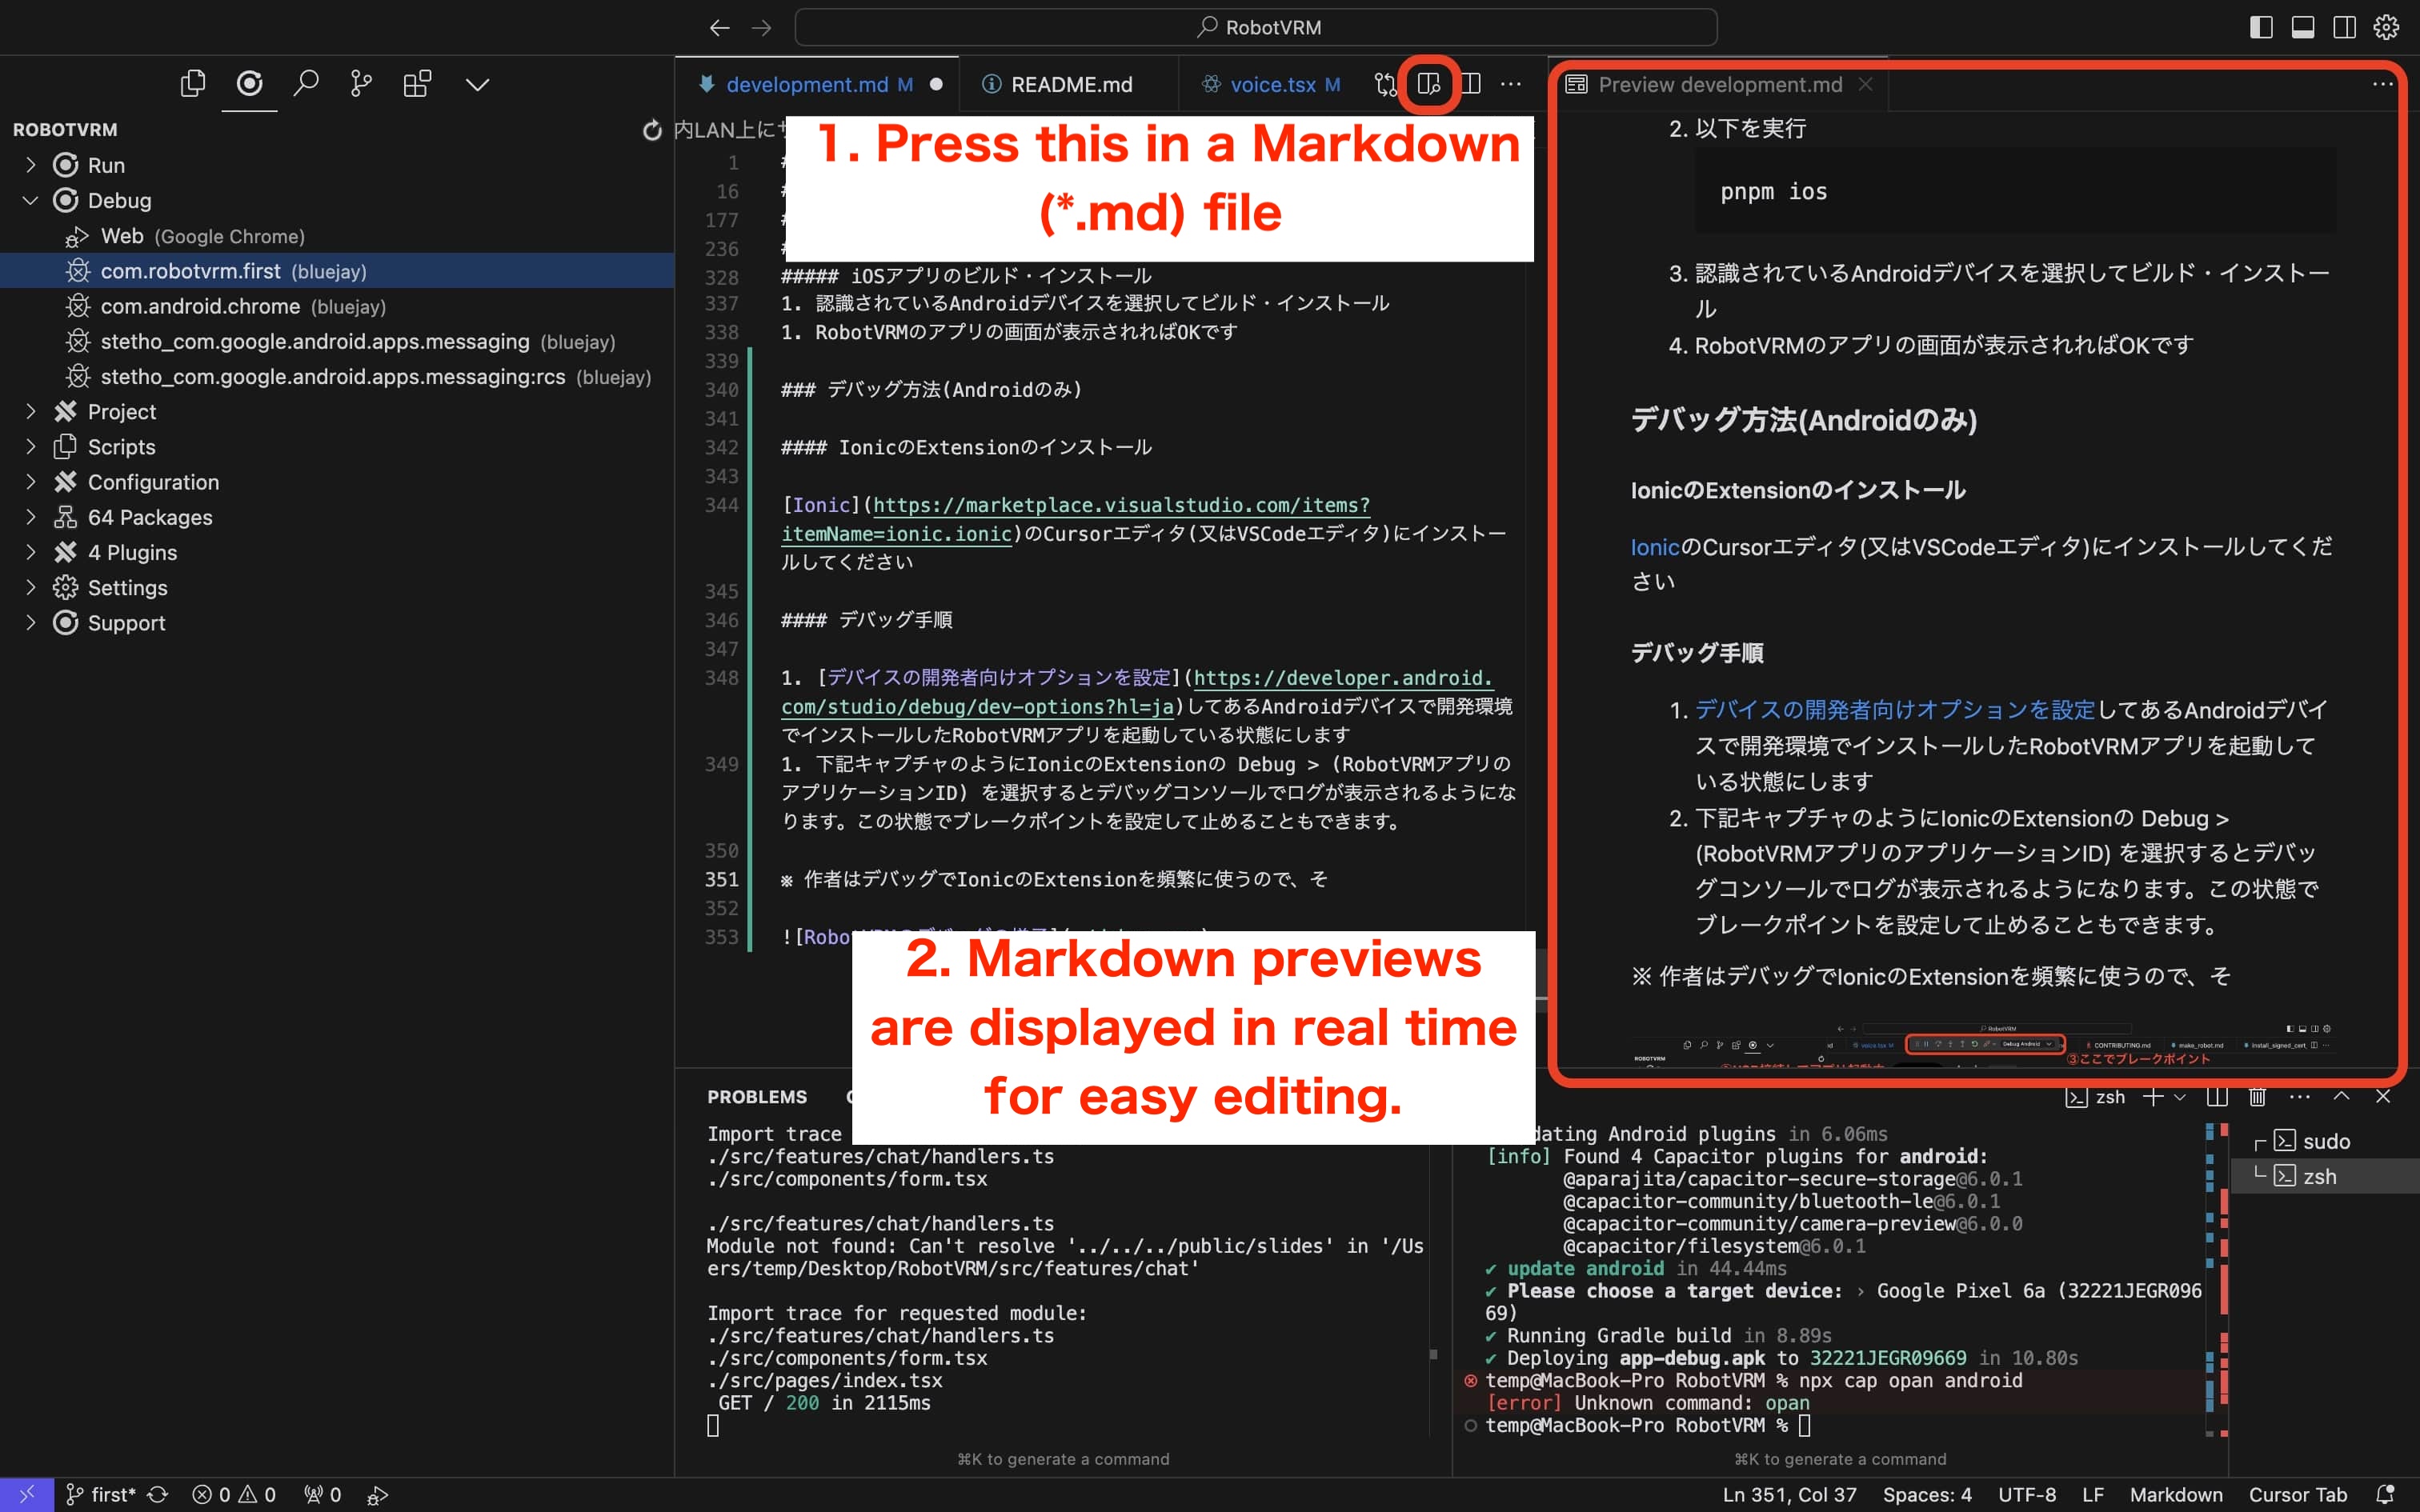 RobotVRM
development.md M
README.md
voice.tsx M
Preview development.md
ROBOTVRM
Run
Debug
Web (Google Chrome)
com.robotvrm.first (bluejay)
com.android.chrome (bluejay)
stetho_com.google.android.apps.messaging (bluejay)
stetho_com.google.android.apps.messaging:rcs (bluejay)
Project
Scripts
Configuration
64 Packages
4 Plugins
Settings
Support
内LAN上に
1. Press this in a Markdown
(*.md) file
1
16
177
236
328 ##### iOSアプリのビルド・インストール
337 1. 認識されているAndroidデバイスを選択してビルド・インストール
338 1. RobotVRMのアプリの画面が表示されればOKです
339
340 ### デバッグ方法(Androidのみ)
341
342 #### IonicのExtensionのインストール
343
344 [Ionic](https://marketplace.visualstudio.com/items?
itemName=ionic.ionic)のCursorエディタ(又はVSCodeエディタ)にインストー
ルしてください
345
346 #### デバッグ手順
347
348 1. [デバイスの開発者向けオプションを設定](https://developer.android.
com/studio/debug/dev-options?hl=ja)してあるAndroidデバイスで開発環境
でインストールしたRobotVRMアプリを起動している状態にします
349 1. 下記キャプチャのようにIonicのExtensionの Debug > (RobotVRMアプリの
アプリケーションID) を選択するとデバッグコンソールでログが表示されるようにな
ります。この状態でブレークポイントを設定して止めることもできます。
350
351 ※ 作者はデバッグでIonicのExtensionを頻繁に使うので、そ
352
353 ![Robo
2. Markdown previews
are displayed in real time
for easy editing.
2. 以下を実行
pnpm ios
3. 認識されているAndroidデバイスを選択してビルド・インストー
ル
4. RobotVRMのアプリの画面が表示されればOKです
デバッグ方法(Androidのみ)
IonicのExtensionのインストール
IonicのCursorエディタ(又はVSCodeエディタ)にインストールしてくだ
さい
デバッグ手順
1. デバイスの開発者向けオプションを設定してあるAndroidデバイ
スで開発環境でインストールしたRobotVRMアプリを起動して
いる状態にします
2. 下記キャプチャのようにIonicのExtensionの Debug >
(RobotVRMアプリのアプリケーションID) を選択するとデバッ
グコンソールでログが表示されるようになります。この状態で
ブレークポイントを設定して止めることもできます。
※ 作者はデバッグでIonicのExtensionを頻繁に使うので、そ
RobotVRM
voice.tsx M
Debug Android
CONTRIBUTING.md
make_robot.md
install_signed_cert
ROBOTVRM
③ここでブレークポイント
PROBLEMS
Import trace
./src/features/chat/handlers.ts
./src/components/form.tsx
./src/features/chat/handlers.ts
Module not found: Can't resolve '../../../public/slides' in '/Us
ers/temp/Desktop/RobotVRM/src/features/chat'
Import trace for requested module:
./src/features/chat/handlers.ts
./src/components/form.tsx
./src/pages/index.tsx
GET / 200 in 2115ms
⌘K to generate a command
zsh
dating Android plugins in 6.06ms
[info] Found 4 Capacitor plugins for android:
@aparajita/capacitor-secure-storage@6.0.1
@capacitor-community/bluetooth-le@6.0.1
@capacitor-community/camera-preview@6.0.0
@capacitor/filesystem@6.0.1
✔ update android in 44.44ms
✔ Please choose a target device: › Google Pixel 6a (32221JEGR096
69)
✔ Running Gradle build in 8.89s
✔ Deploying app-debug.apk to 32221JEGR09669 in 10.80s
temp@MacBook-Pro RobotVRM % npx cap opan android
[error] Unknown command: opan
temp@MacBook-Pro RobotVRM %
⌘K to generate a command
sudo
zsh
first*
0
0
0
Ln 351, Col 37
Spaces: 4
UTF-8
LF
Markdown
Cursor Tab